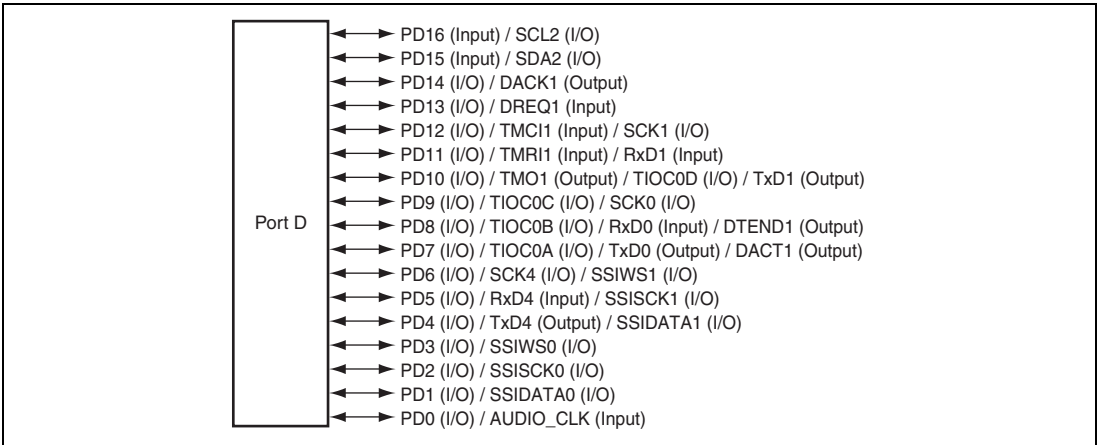 PD16 (Input) / SCL2 (I/O)
PD15 (Input) / SDA2 (I/O)
PD14 (I/O) / DACK1 (Output)
PD13 (I/O) / DREQ1 (Input)
PD12 (I/O) / TMCI1 (Input) / SCK1 (I/O)
PD11 (I/O) / TMRI1 (Input) / RxD1 (Input)
PD10 (I/O) / TMO1 (Output) / TIOC0D (I/O) / TxD1 (Output)
PD9 (I/O) / TIOC0C (I/O) / SCK0 (I/O)
Port D
PD8 (I/O) / TIOC0B (I/O) / RxD0 (Input) / DTEND1 (Output)
PD7 (I/O) / TIOC0A (I/O) / TxD0 (Output) / DACT1 (Output)
PD6 (I/O) / SCK4 (I/O) / SSIWS1 (I/O)
PD5 (I/O) / RxD4 (Input) / SSISCK1 (I/O)
PD4 (I/O) / TxD4 (Output) / SSIDATA1 (I/O)
PD3 (I/O) / SSIWS0 (I/O)
PD2 (I/O) / SSISCK0 (I/O)
PD1 (I/O) / SSIDATA0 (I/O)
PD0 (I/O) / AUDIO_CLK (Input)